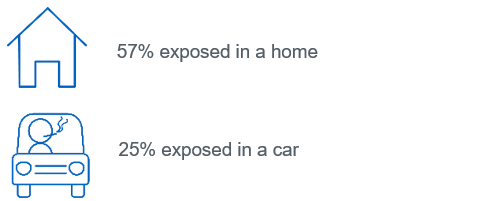 57% exposed in a home
25% exposed in a car